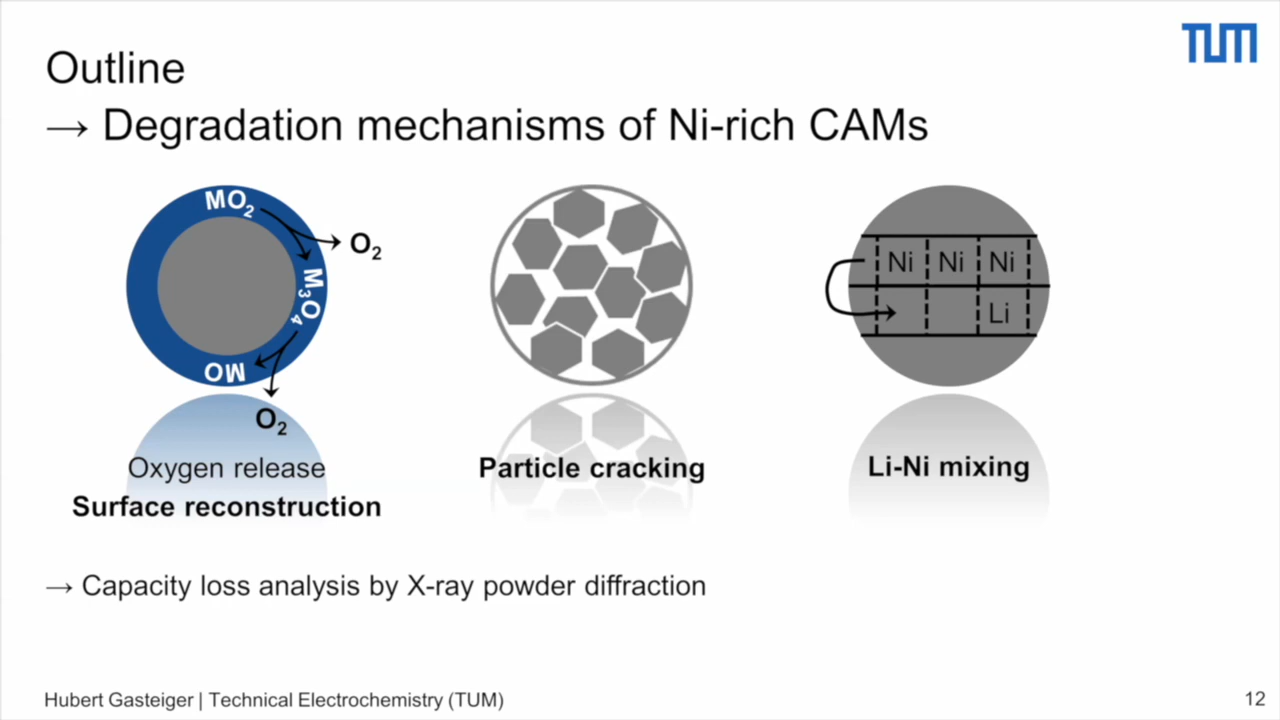 TUM
Outline
→ Degradation mechanisms of Ni-rich CAMs
MO₂
O₂
M₃O₄
MO
O₂
Oxygen release
Surface reconstruction
Particle cracking
Ni Ni Ni
Li
Li-Ni mixing
→ Capacity loss analysis by X-ray powder diffraction
Hubert Gasteiger | Technical Electrochemistry (TUM)
12